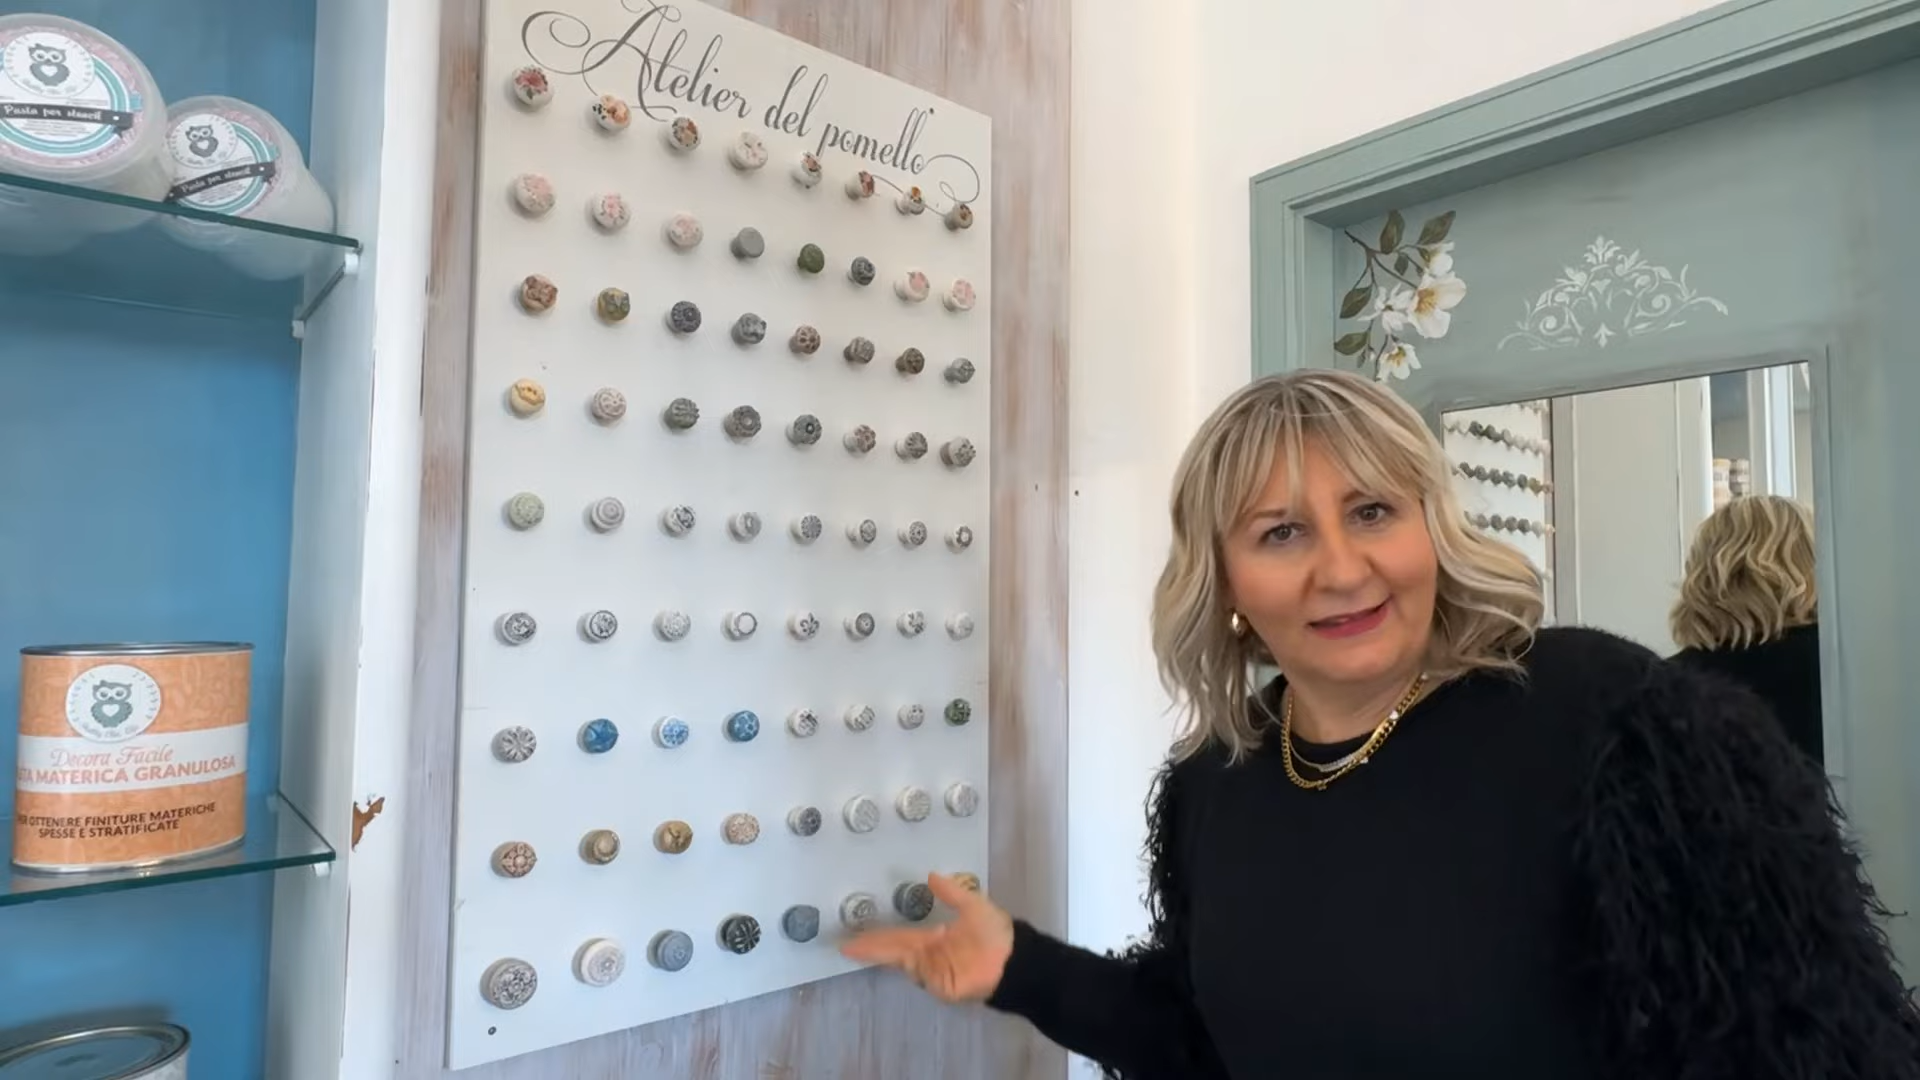 Atelier del pomello
Pasta per stencil
Pasta per stencil
Decora Facile
TA MATERICA GRANULOSA
OTTENERE FINITURE MATERICHE
SPESSE E STRATIFICATE